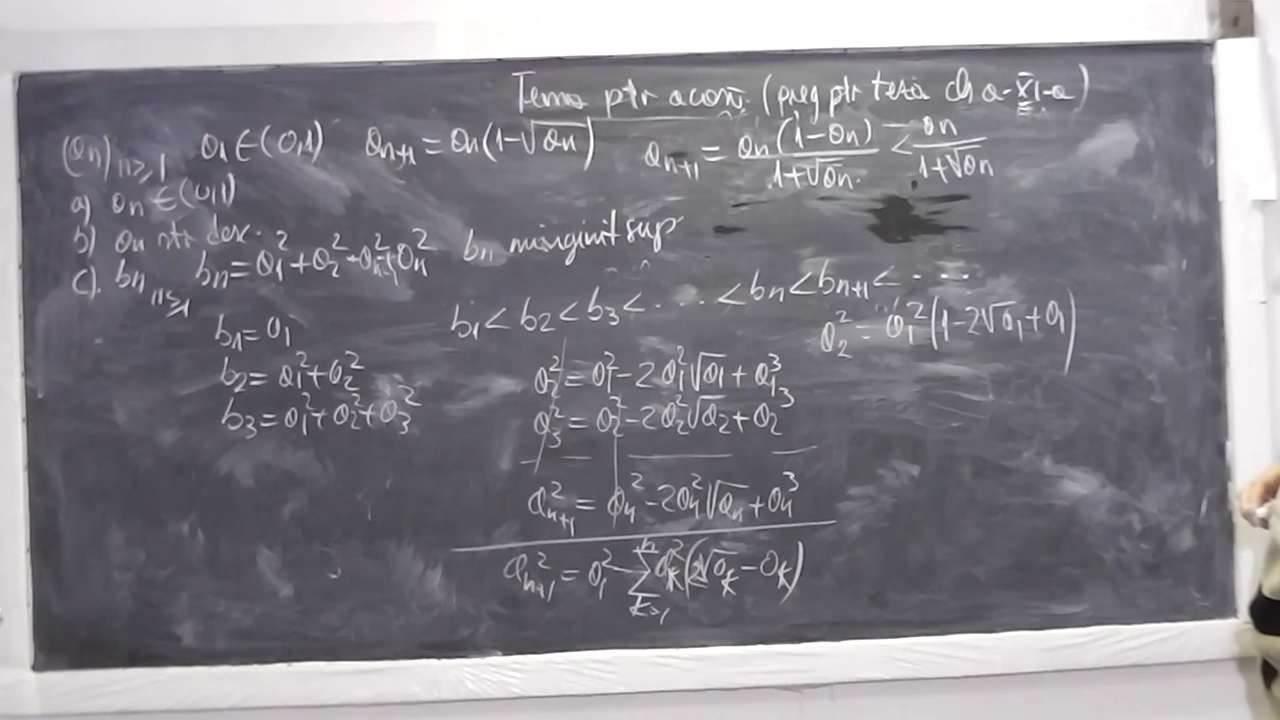 Tema ptr acasă (preg ptr teză cls a-XI-a)
(an)n≥1 a1∈(0,1) an+1=an(1-√an) an+1=an(1-an)/(1+√an)<an/(1+√an)
a) an∈(0,1)
b) an str desc.
c). bn n≥1 bn=a1²+a2²+...+an² bn mărginit sup
b1<b2<b3<....<bn<bn+1<.....
b1=a1 a2²=a1²(1-2√a1+a1)
b2=a1²+a2² a2²=a1²-2a1²√a1+a1³
b3=a1²+a2²+a3² a3²=a2²-2a2²√a2+a2³
an+1²=an²-2an²√an+an³
an+1²=a1² ∑k=1n ak²(2√ak-ak)